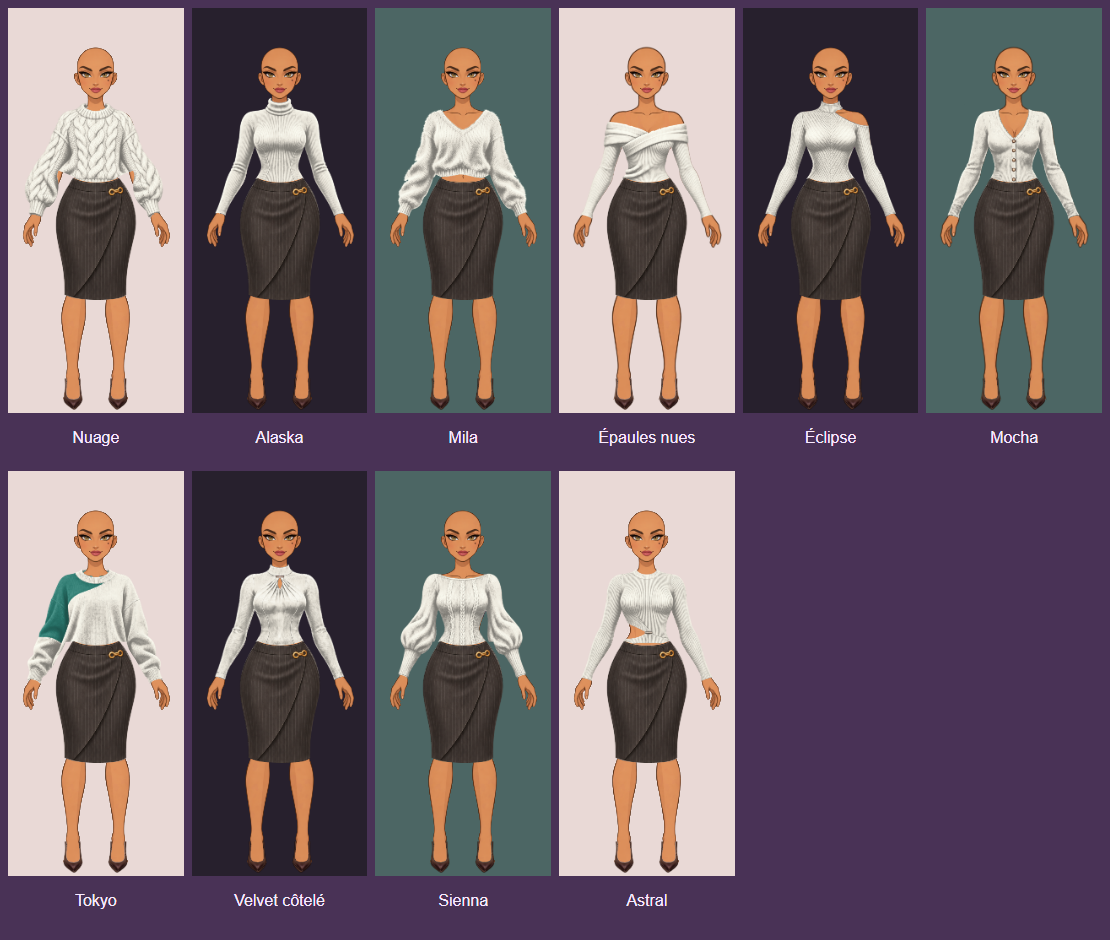 Nuage
Alaska
Mila
Épaules nues
Éclipse
Mocha
Tokyo
Velvet côtelé
Sienna
Astral